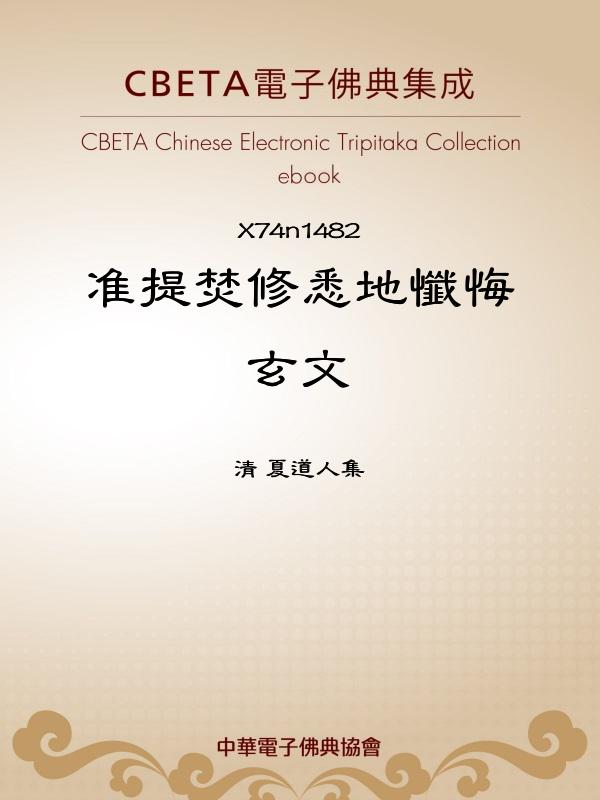 CBETA電子佛典集成
CBETA Chinese Electronic Tripitaka Collection
ebook
X74n1482
准提焚修悉地懺悔
玄文
清 夏道人集
中華電子佛典協會